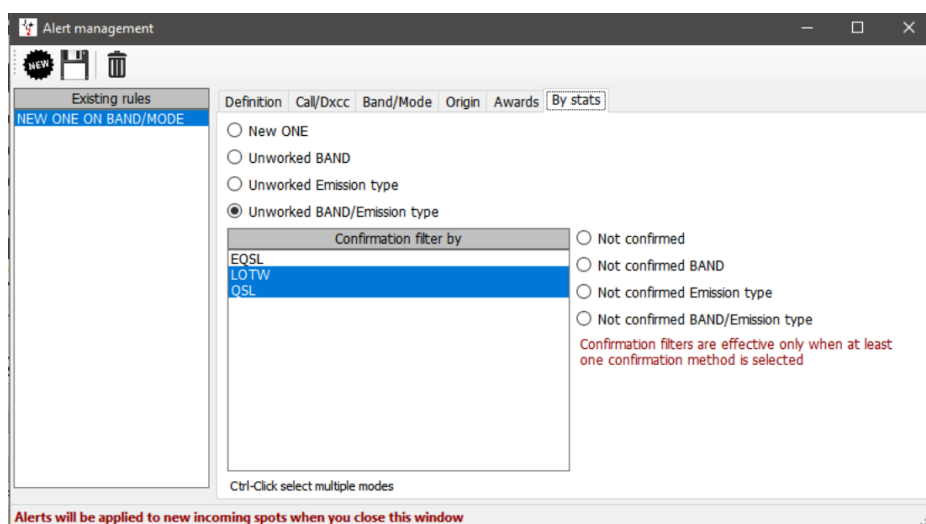 Alert management
NEW
Existing rules
NEW ONE ON BAND/MODE
Definition Call/Dxcc Band/Mode Origin Awards By stats
New ONE
Unworked BAND
Unworked Emission type
Unworked BAND/Emission type
Confirmation filter by
EQSL
LOTW
QSL
Not confirmed
Not confirmed BAND
Not confirmed Emission type
Not confirmed BAND/Emission type
Confirmation filters are effective only when at least
one confirmation method is selected
Ctrl-Click select multiple modes
Alerts will be applied to new incoming spots when you close this window